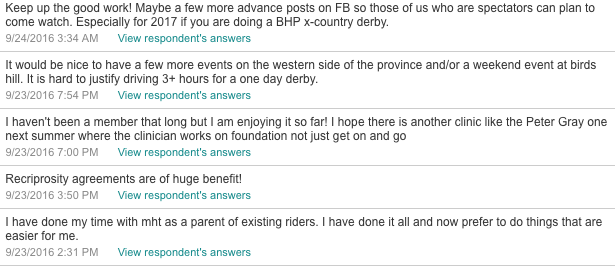 Keep up the good work! Maybe a few more advance posts on FB so those of us who are spectators can plan to
come watch. Especially for 2017 if you are doing a BHP x-country derby.
9/24/2016 3:34 AM View respondent's answers
It would be nice to have a few more events on the western side of the province and/or a weekend event at birds
hill. It is hard to justify driving 3+ hours for a one day derby.
9/23/2016 7:54 PM View respondent's answers
I haven't been a member that long but I am enjoying it so far! I hope there is another clinic like the Peter Gray one
next summer where the clinician works on foundation not just get on and go
9/23/2016 7:00 PM View respondent's answers
Recriprosity agreements are of huge benefit!
9/23/2016 3:50 PM View respondent's answers
I have done my time with mht as a parent of existing riders. I have done it all and now prefer to do things that are
easier for me.
9/23/2016 2:31 PM View respondent's answers